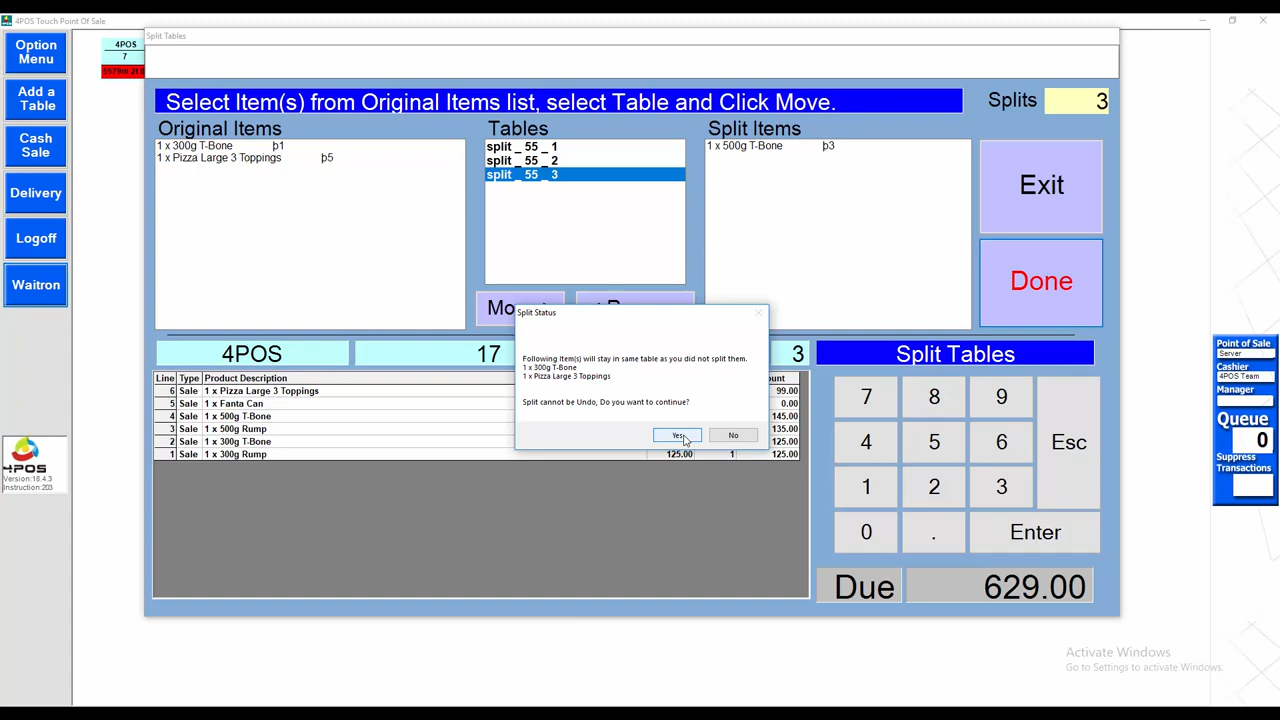 4POS Touch Point Of Sale
Option
Menu
Add a
Table
Cash
Sale
Delivery
Logoff
Waitron
4POS
7
Split Tables
Select Item(s) from Original Items list, select Table and Click Move.
Splits 3
Original Items
1 x 300g T-Bone þ1
1 x Pizza Large 3 Toppings þ5
Tables
split _ 55 _ 1
split _ 55 _ 2
split _ 55 _ 3
Split Items
1 x 500g T-Bone þ3
Exit
Done
Split Status
Following Item(s) will stay in same table as you did not split them.
1 x 300g T-Bone
1 x Pizza Large 3 Toppings
Split cannot be Undo, Do you want to continue?
Yes No
4POS 17 3 Split Tables
Line Type Product Description
6 Sale 1 x Pizza Large 3 Toppings 99.00
5 Sale 1 x Fanta Can 0.00
4 Sale 1 x 500g T-Bone 145.00
3 Sale 1 x 500g Rump 135.00
2 Sale 1 x 300g T-Bone 125.00
1 Sale 1 x 300g Rump 125.00 1 125.00
7 8 9
4 5 6 Esc
1 2 3
0 . Enter
Due 629.00
Point of Sale
Server
Cashier
4POS Team
Manager
Queue
0
Suppress
Transactions
4POS
Version:18.4.3
Instruction:203
Activate Windows
Go to Settings to activate Windows.